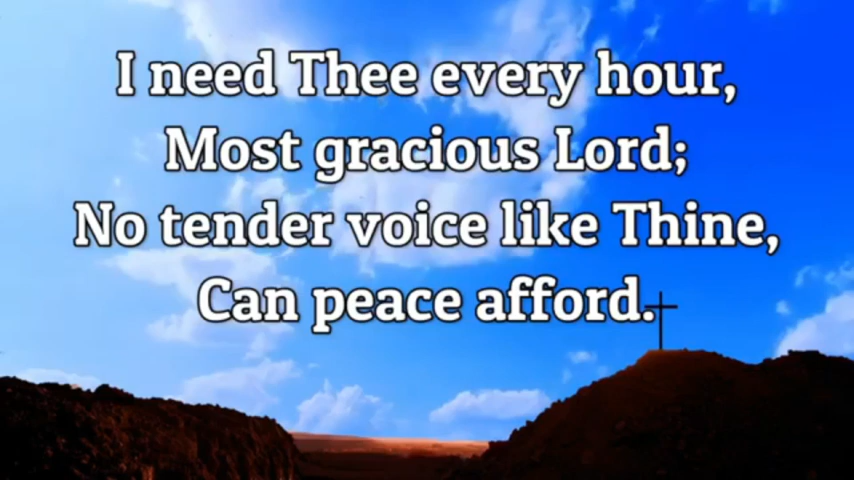 I need Thee every hour,
Most gracious Lord;
No tender voice like Thine,
Can peace afford.